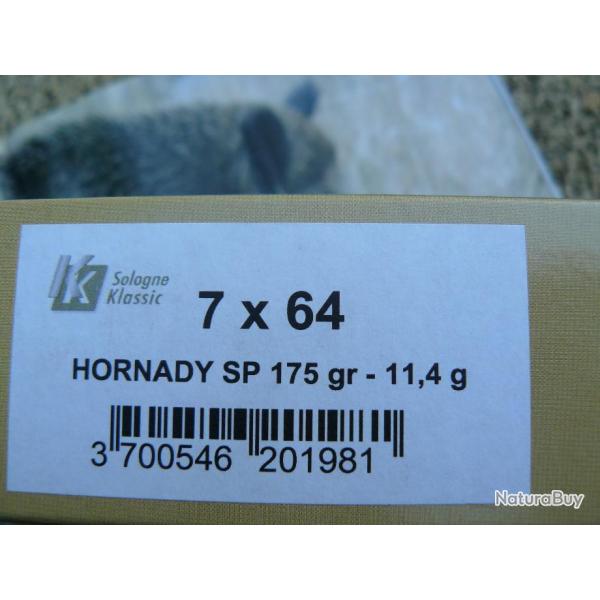 Sologne
Klassic
7 x 64
HORNADY SP 175 gr - 11,4 g
3 700546 201981
NaturaBuy